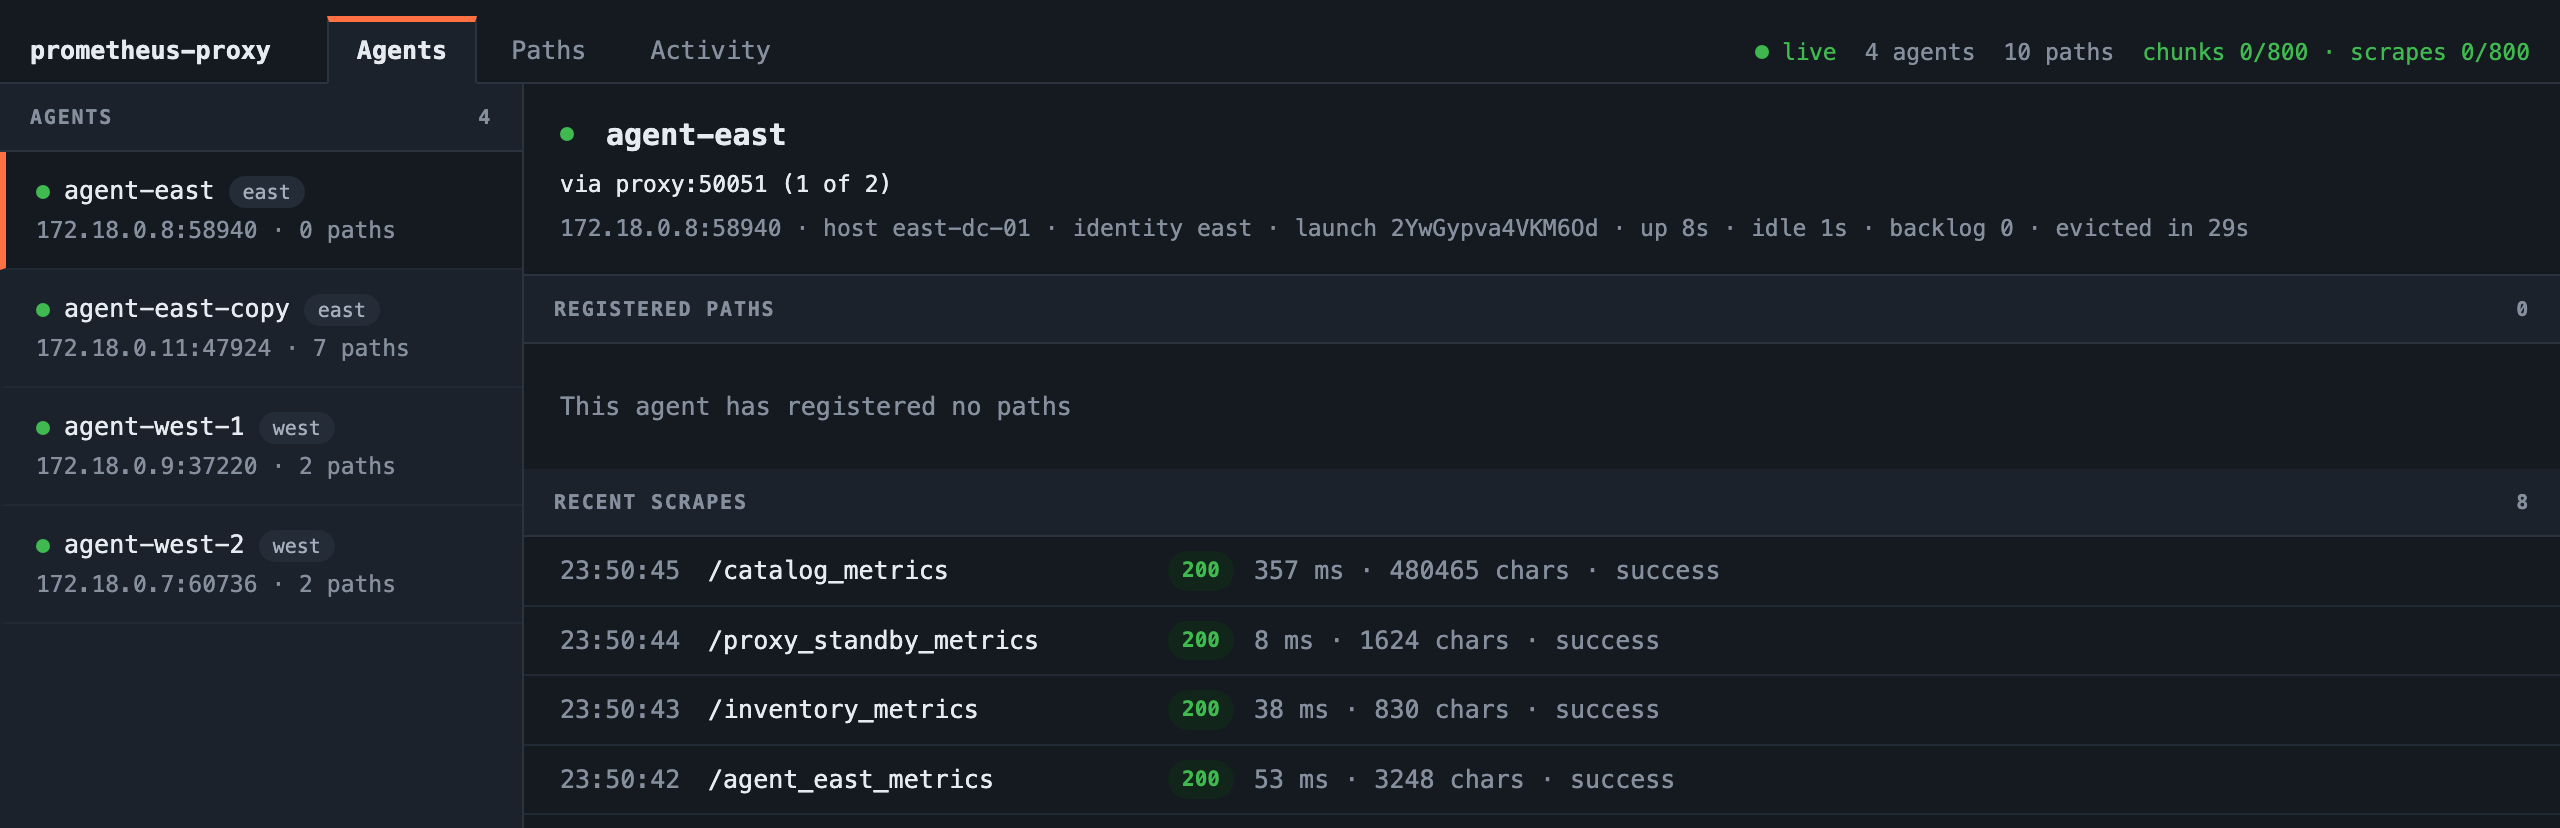 prometheus-proxy Agents Paths Activity live 4 agents 10 paths chunks 0/800 · scrapes 0/800
AGENTS 4
agent-east east
172.18.0.8:58940 · 0 paths
agent-east-copy east
172.18.0.11:47924 · 7 paths
agent-west-1 west
172.18.0.9:37220 · 2 paths
agent-west-2 west
172.18.0.7:60736 · 2 paths
agent-east
via proxy:50051 (1 of 2)
172.18.0.8:58940 · host east-dc-01 · identity east · launch 2YwGypva4VKM6Od · up 8s · idle 1s · backlog 0 · evicted in 29s
REGISTERED PATHS 0
This agent has registered no paths
RECENT SCRAPES 8
23:50:45 /catalog_metrics 200 357 ms · 480465 chars · success
23:50:44 /proxy_standby_metrics 200 8 ms · 1624 chars · success
23:50:43 /inventory_metrics 200 38 ms · 830 chars · success
23:50:42 /agent_east_metrics 200 53 ms · 3248 chars · success